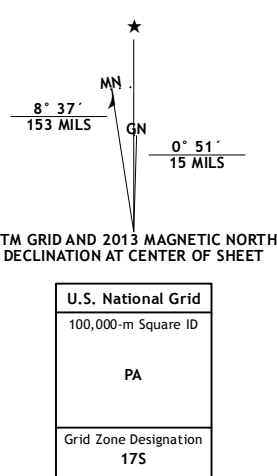 ★
MN
GN
8° 37´
153 MILS
0° 51´
15 MILS
TM GRID AND 2013 MAGNETIC NORTH
DECLINATION AT CENTER OF SHEET
U.S. National Grid
100,000-m Square ID
PA
Grid Zone Designation
17S